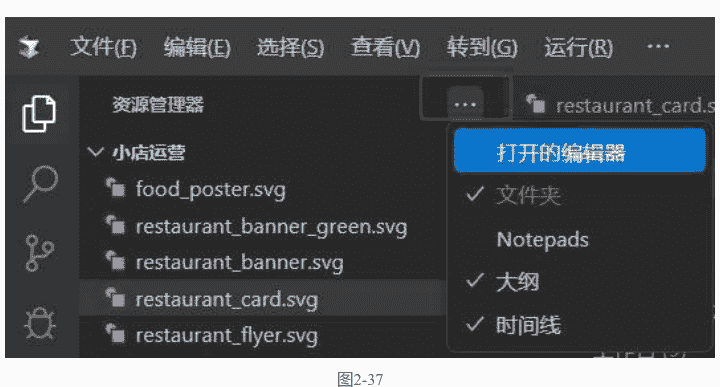 文件(F) 编辑(E) 选择(S) 查看(V) 转到(G) 运行(R) ···
资源管理器 ··· restaurant_card.s
小店运营
food_poster.svg
restaurant_banner_green.svg
restaurant_banner.svg
restaurant_card.svg
restaurant_flyer.svg
打开的编辑器
文件夹
Notepads
大纲
时间线
图2-37